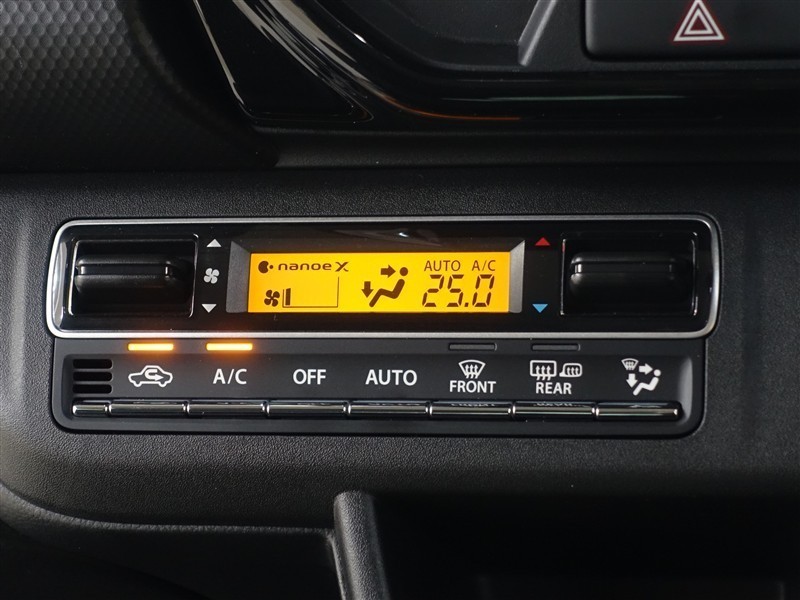 nanoe X
AUTO A/C
25.0
A/C OFF AUTO FRONT REAR